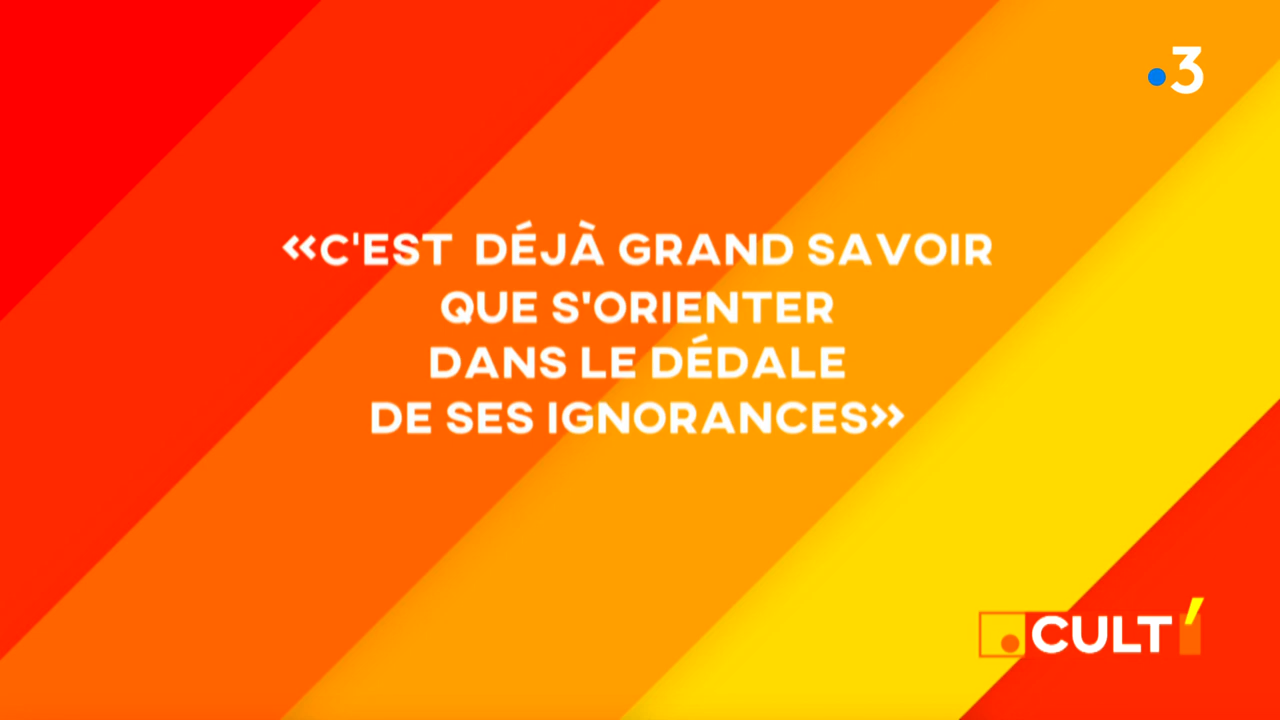 3
«C'EST DÉJÀ GRAND SAVOIR
QUE S'ORIENTER
DANS LE DÉDALE
DE SES IGNORANCES»
.CULT'